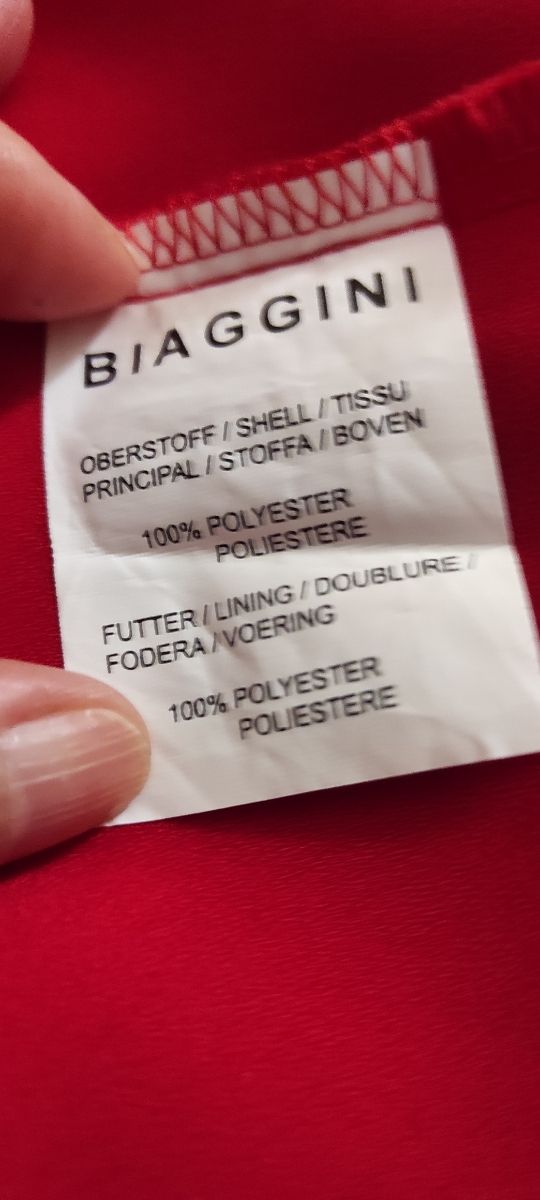 BIAGGINI
OBERSTOFF / SHELL / TISSU
PRINCIPAL / STOFFA / BOVEN
100% POLYESTER
POLIESTERE
FUTTER / LINING / DOUBLURE /
FODERA / VOERING
100% POLYESTER
POLIESTERE